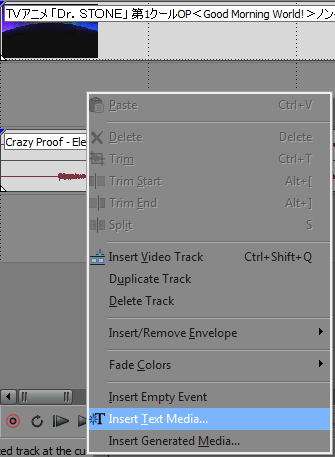 TVアニメ「Dr. STONE」第1クールOP＜Good Morning World!＞ノン
Crazy Proof - Ele
Paste Ctrl+V
Delete Delete
Trim Ctrl+T
Trim Start Alt+[
Trim End Alt+]
Split S
Insert Video Track Ctrl+Shift+Q
Duplicate Track
Delete Track
Insert/Remove Envelope
Fade Colors
Insert Empty Event
Insert Text Media...
Insert Generated Media...
ted track at the cu